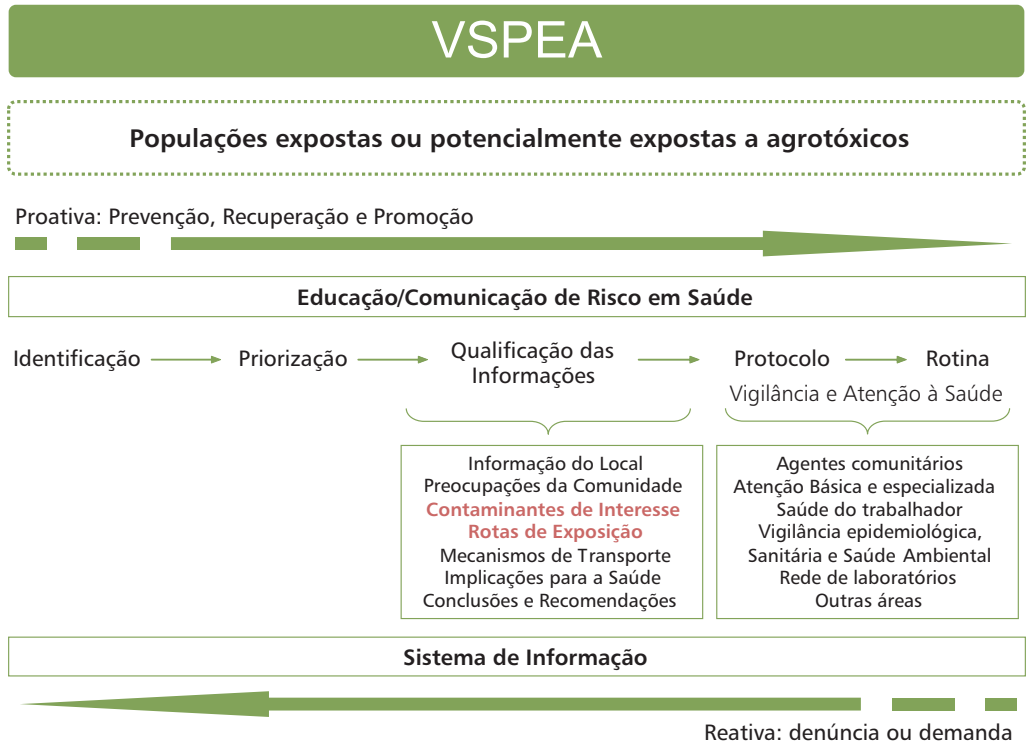 VSPEA
Populações expostas ou potencialmente expostas a agrotóxicos
Proativa: Prevenção, Recuperação e Promoção
Educação/Comunicação de Risco em Saúde
Identificação
Priorização
Qualificação das
Informações
Protocolo
Rotina
Vigilância e Atenção à Saúde
Informação do Local
Preocupações da Comunidade
Contaminantes de Interesse
Rotas de Exposição
Mecanismos de Transporte
Implicações para a Saúde
Conclusões e Recomendações
Agentes comunitários
Atenção Básica e especializada
Saúde do trabalhador
Vigilância epidemiológica,
Sanitária e Saúde Ambiental
Rede de laboratórios
Outras áreas
Sistema de Informação
Reativa: denúncia ou demanda